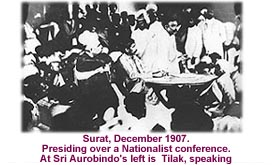 Surat, December 1907.
Presiding over a Nationalist conference.
At Sri Aurobindo's left is Tilak, speaking